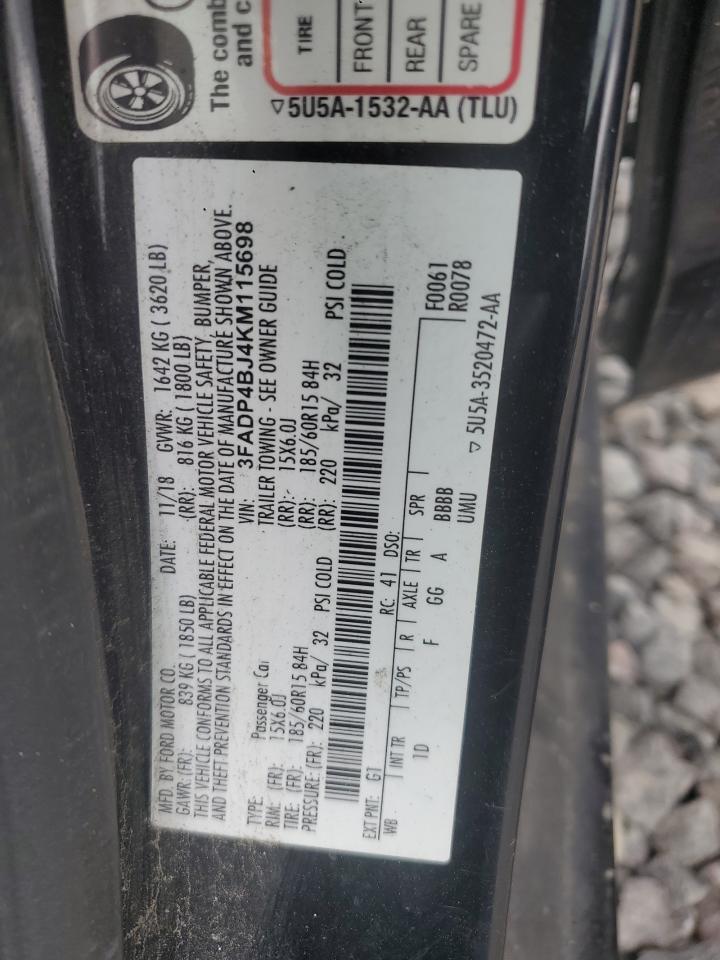 The comb
and c
TIRE
FRONT
REAR
SPARE
▽5U5A-1532-AA (TLU)
MFD. BY FORD MOTOR CO. DATE: 11/18 GVWR: 1642 KG ( 3620 LB)
GAWR: (FR): 839 KG ( 1850 LB) (RR): 816 KG ( 1800 LB)
THIS VEHICLE CONFORMS TO ALL APPLICABLE FEDERAL MOTOR VEHICLE SAFETY, BUMPER,
AND THEFT PREVENTION STANDARDS IN EFFECT ON THE DATE OF MANUFACTURE SHOWN ABOVE.
VIN: 3FADP4BJ4KM115698
TYPE: Passenger Car TRAILER TOWING - SEE OWNER GUIDE
RIM: (FR): 15X6.0J (RR): 15X6.0J
TIRE: (FR): 185/60R15 84H (RR): 185/60R15 84H
PRESSURE: (FR): 220 kPa/ 32 PSI COLD (RR): 220 kPa/ 32 PSI COLD
EXT PNT: G1 RC: 41 DSO: F0061
WB INT TR TP/PS R AXLE TR SPR R0078
1D F GG A BBBB
UMU ▽ 5U5A-3520472-AA